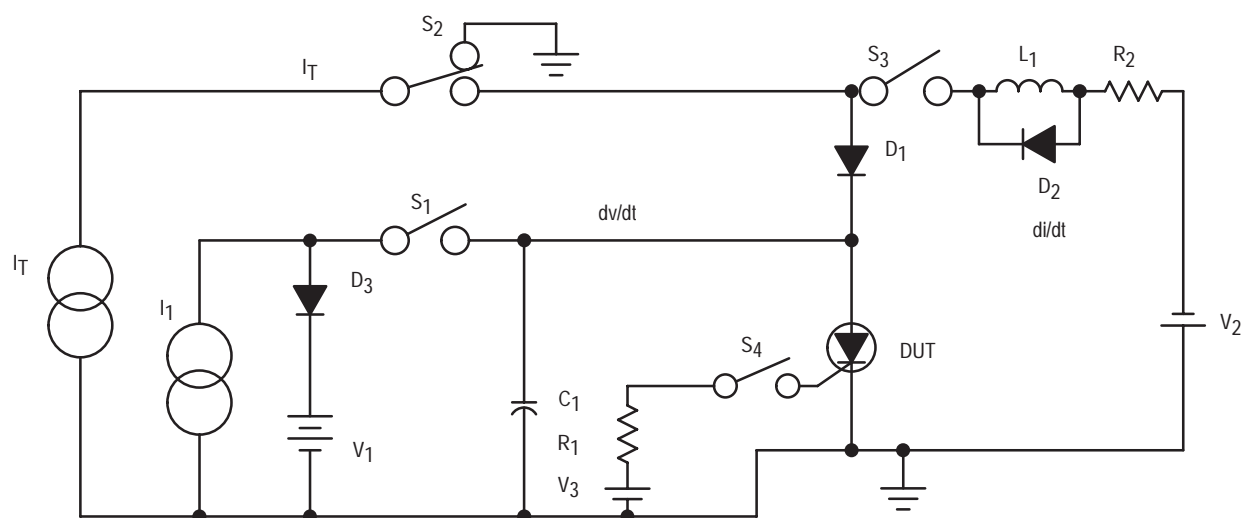 S2
IT
S3
L1
R2
D1
D2
di/dt
S1
dv/dt
IT
I1
D3
V2
S4
DUT
C1
R1
V1
V3